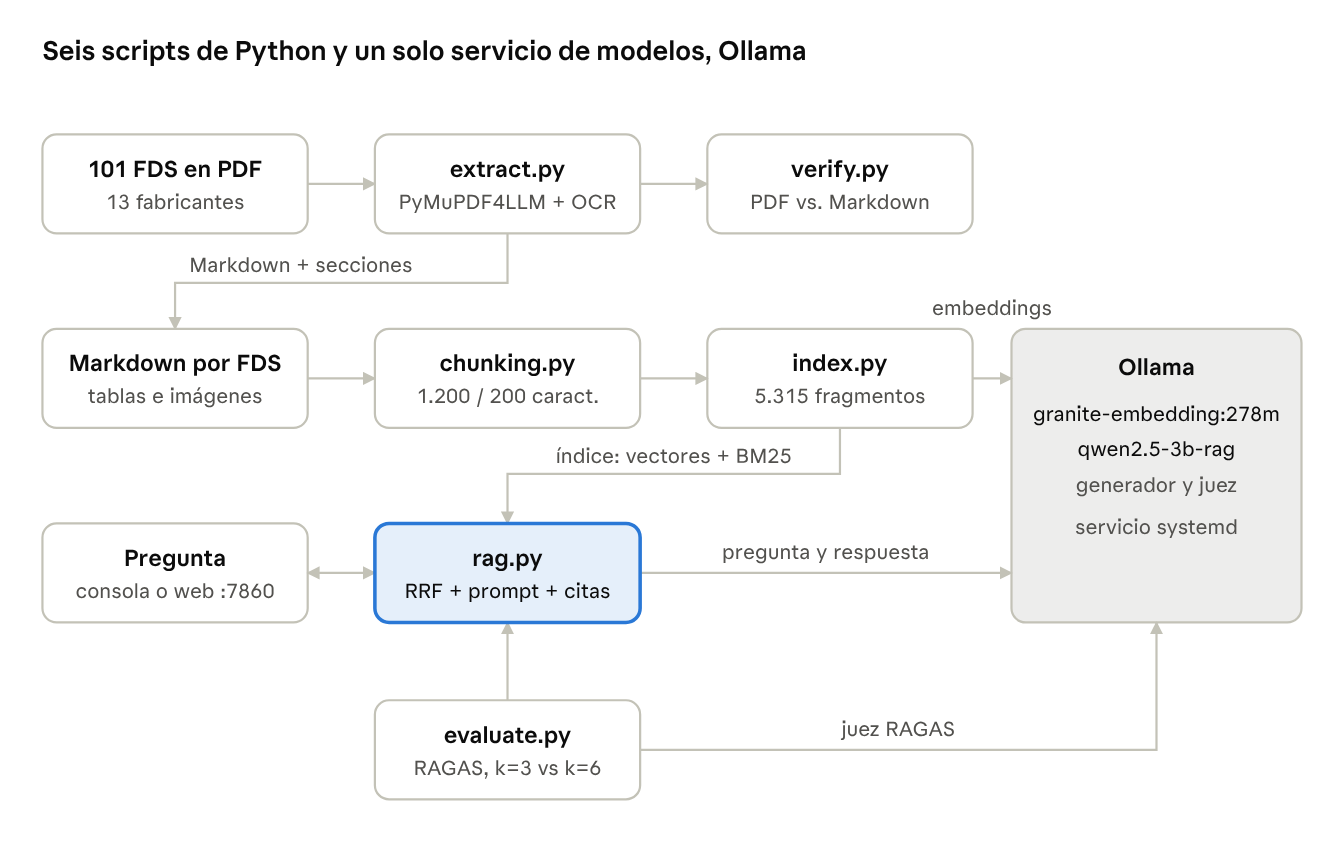 Seis scripts de Python y un solo servicio de modelos, Ollama
101 FDS en PDF
13 fabricantes
extract.py
PyMuPDF4LLM + OCR
verify.py
PDF vs. Markdown
Markdown + secciones
embeddings
Markdown por FDS
tablas e imágenes
chunking.py
1.200 / 200 caract.
index.py
5.315 fragmentos
Ollama
granite-embedding:278m
qwen2.5-3b-rag
generador y juez
servicio systemd
índice: vectores + BM25
Pregunta
consola o web :7860
rag.py
RRF + prompt + citas
pregunta y respuesta
evaluate.py
RAGAS, k=3 vs k=6
juez RAGAS